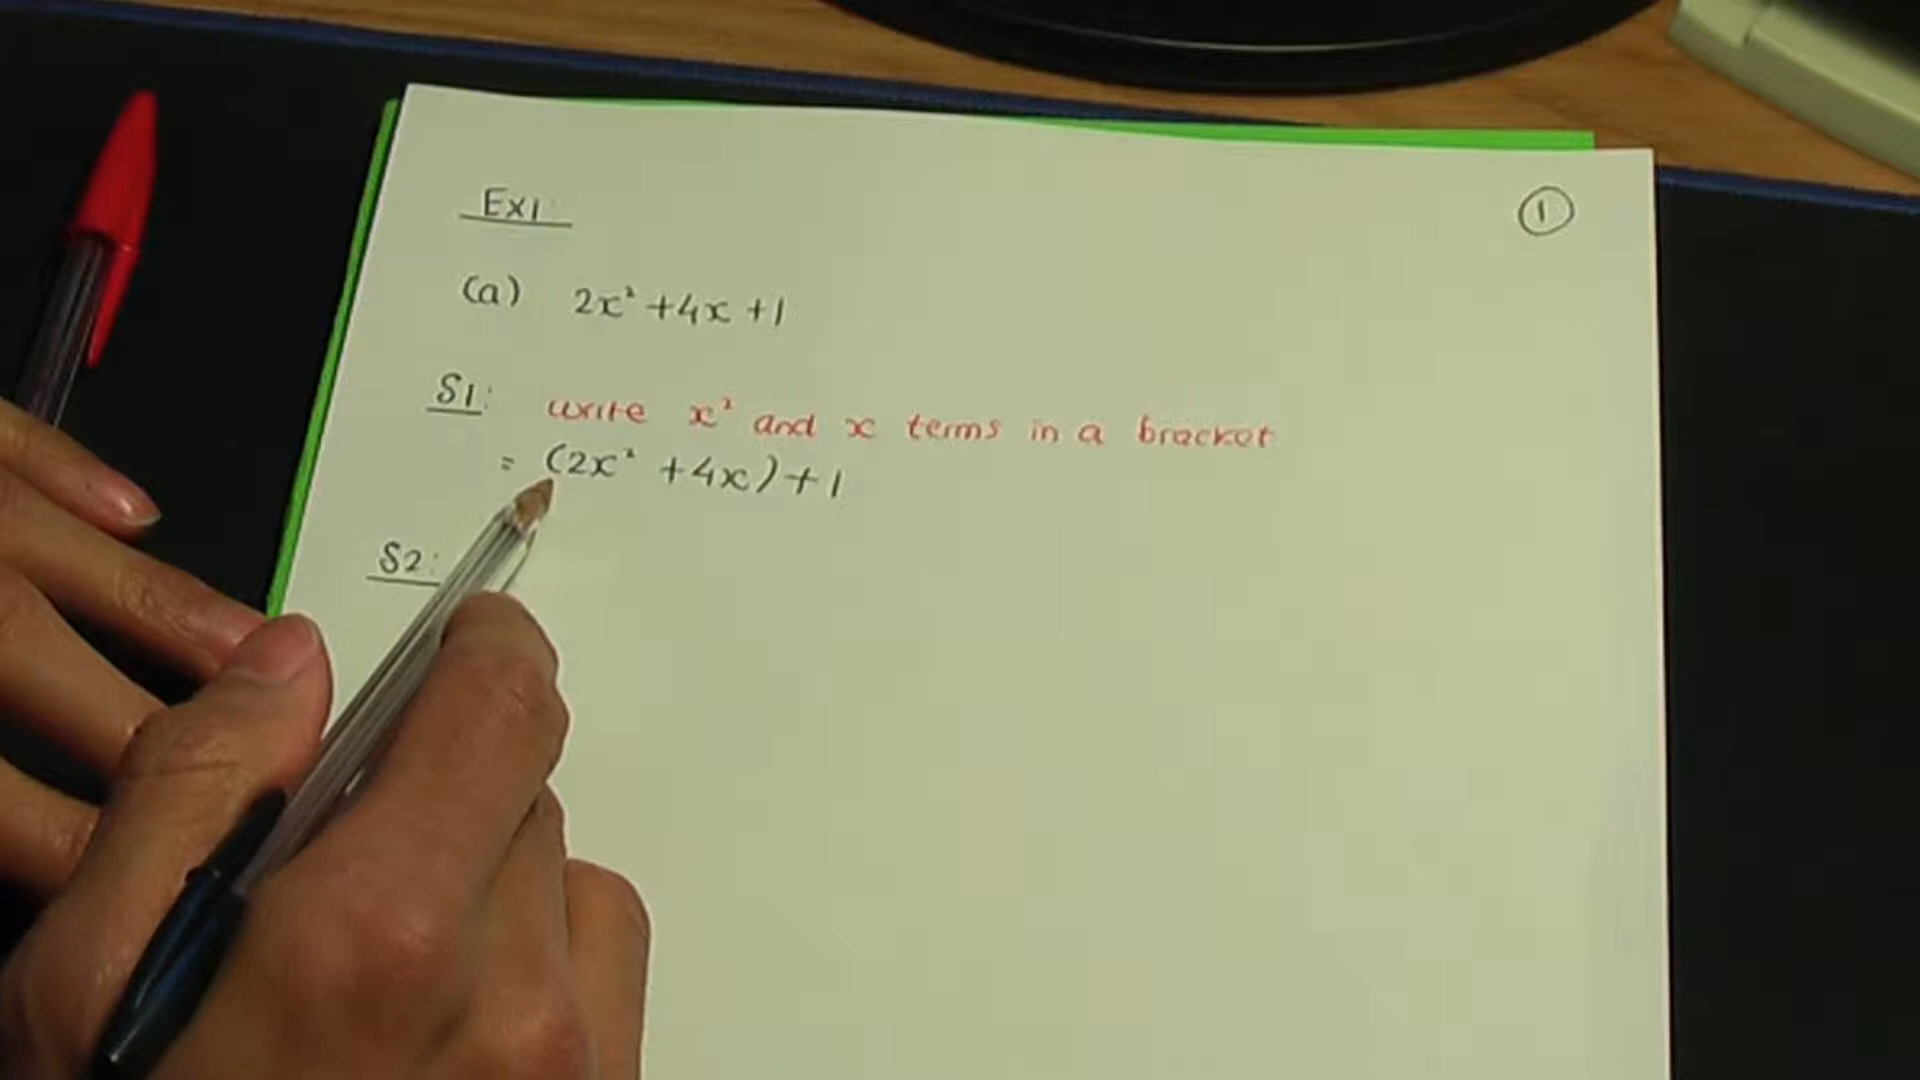 Ex1:
①
(a) 2x² + 4x + 1
S1: write x² and x terms in a bracket
= (2x² + 4x) + 1
S2: